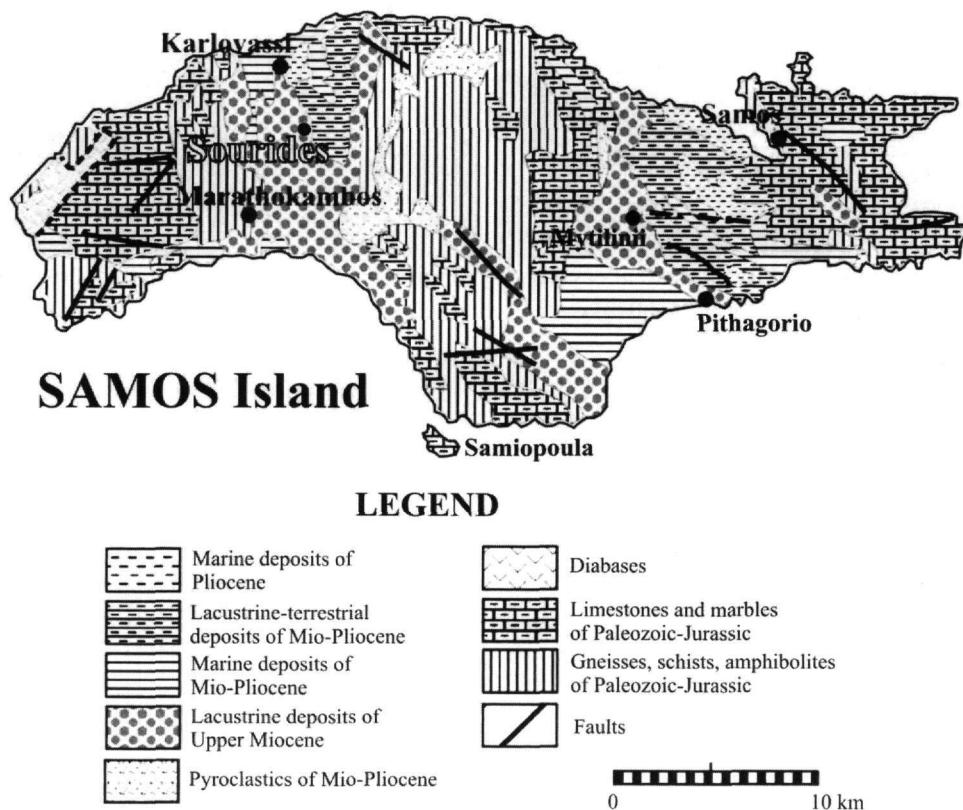 Karlovassi
Samos
Sourides
Marathokambos
Mytilinii
Pithagorio
SAMOS Island
Samiopoula
LEGEND
Marine deposits of
Pliocene
Lacustrine-terrestrial
deposits of Mio-Pliocene
Marine deposits of
Mio-Pliocene
Lacustrine deposits of
Upper Miocene
Pyroclastics of Mio-Pliocene
Diabases
Limestones and marbles
of Paleozoic-Jurassic
Gneisses, schists, amphibolites
of Paleozoic-Jurassic
Faults
0 10 km